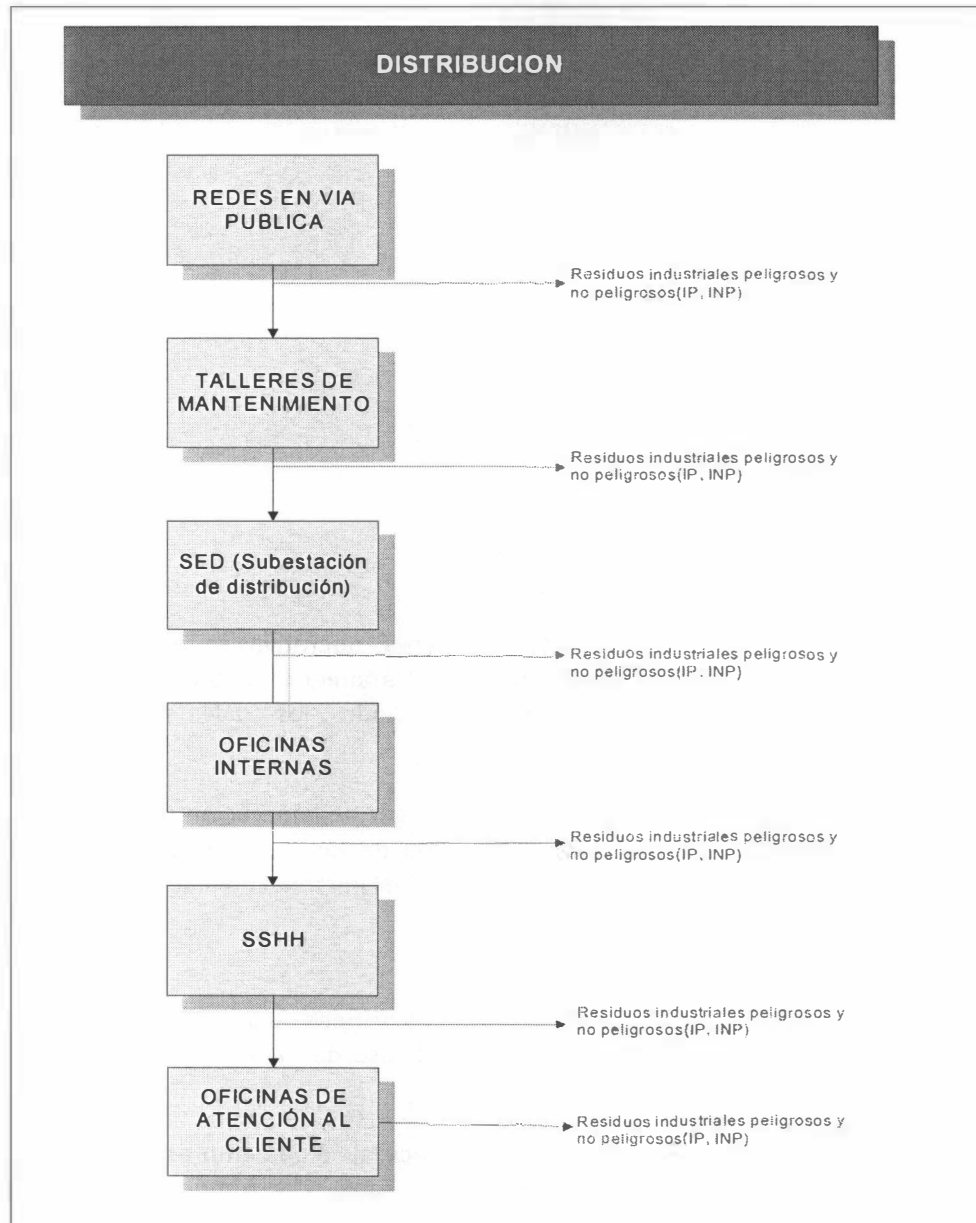 DISTRIBUCION
REDES EN VIA
PUBLICA
Residuos industriales peligrosos y
no peligrosos(IP, INP)
TALLERES DE
MANTENIMIENTO
Residuos industriales peligrosos y
no peligrosos(IP, INP)
SED (Subestación
de distribución)
Residuos industriales peligrosos y
no peligrosos(IP. INP)
OFICINAS
INTERNAS
Residuos industriales peligrosos y
no peligrosos(IP, INP)
SSHH
Residuos industriales peligrosos y
no peligrosos(IP, INP)
OFICINAS DE
ATENCIÓN AL
CLIENTE
Residuos industriales peligrosos y
no peligrosos(IP, INP)